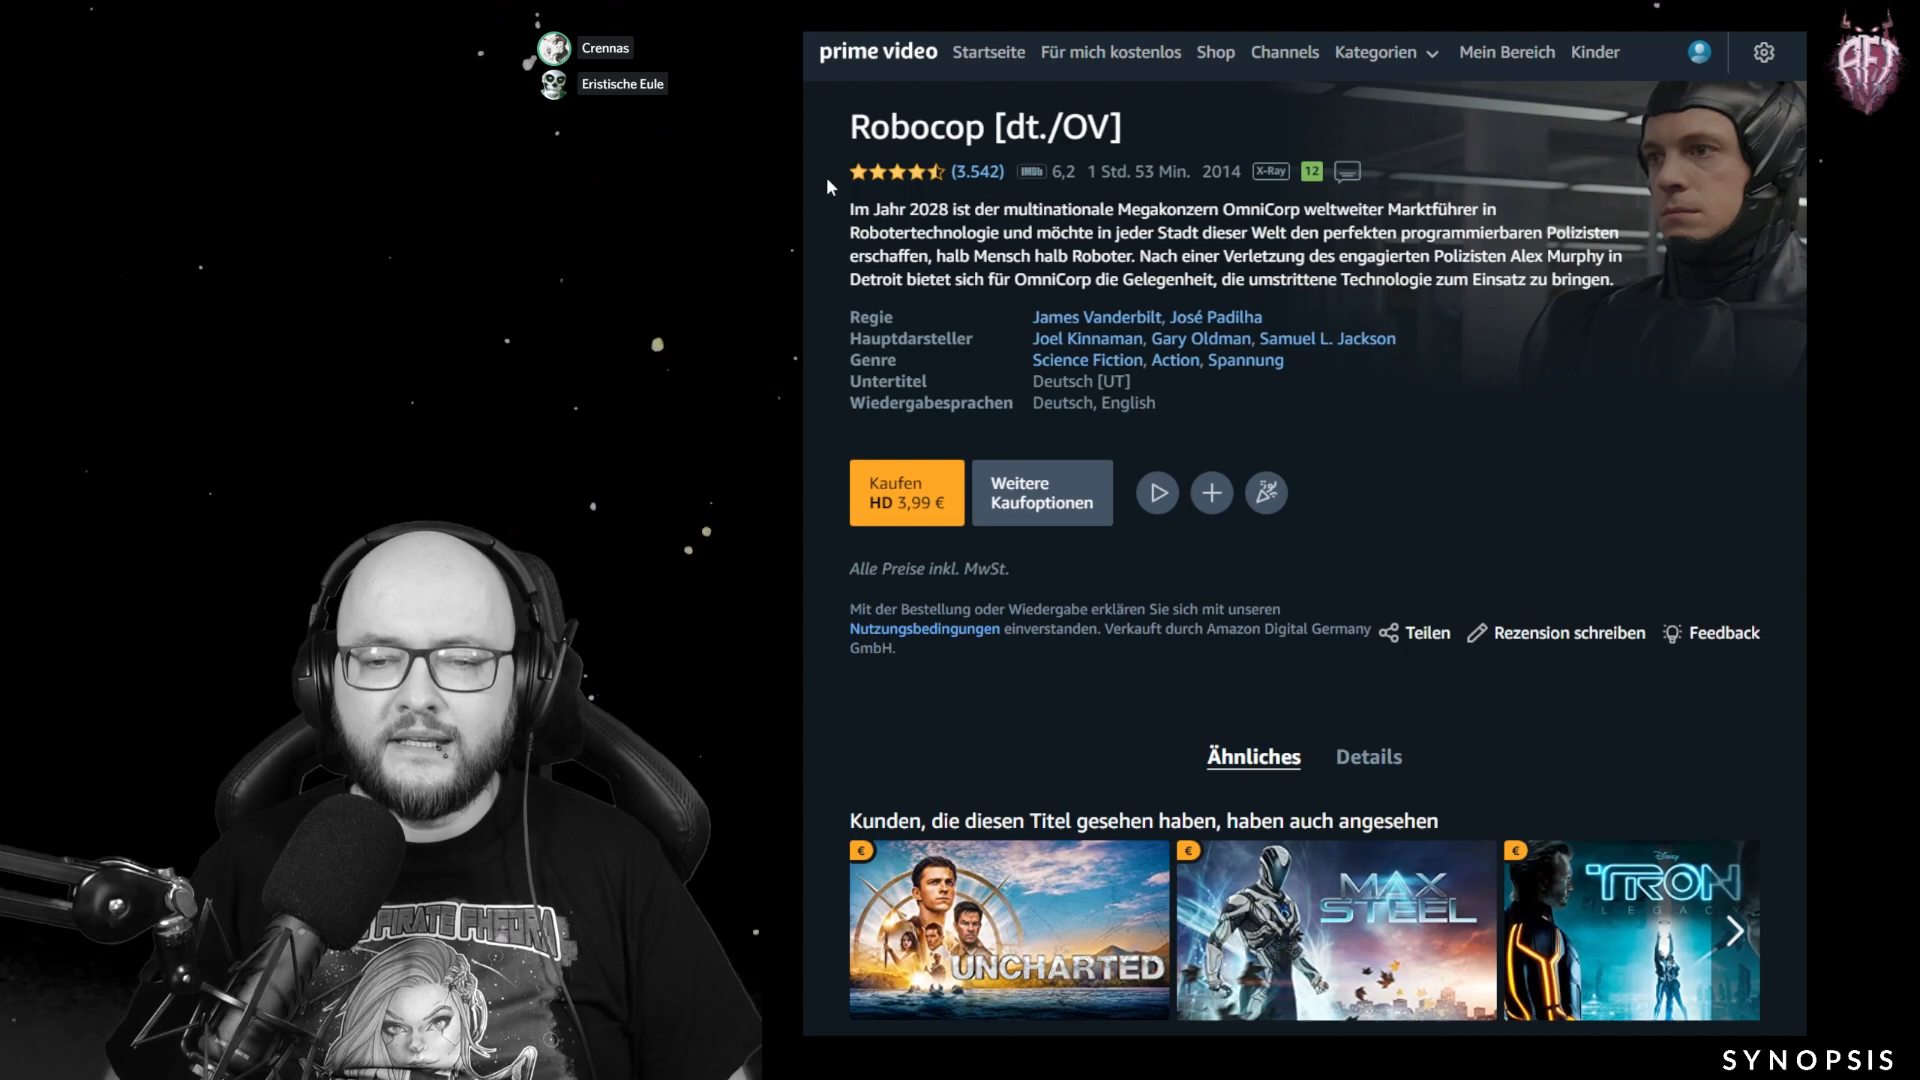 Crennas
Eristische Eule
prime video Startseite Für mich kostenlos Shop Channels Kategorien Mein Bereich Kinder
Robocop [dt./OV]
(3.542) IMDb 6,2 1 Std. 53 Min. 2014 X-Ray 12
Im Jahr 2028 ist der multinationale Megakonzern OmniCorp weltweiter Marktführer in
Robotertechnologie und möchte in jeder Stadt dieser Welt den perfekten programmierbaren Polizisten
erschaffen, halb Mensch halb Roboter. Nach einer Verletzung des engagierten Polizisten Alex Murphy in
Detroit bietet sich für OmniCorp die Gelegenheit, die umstrittene Technologie zum Einsatz zu bringen.
Regie James Vanderbilt, José Padilha
Hauptdarsteller Joel Kinnaman, Gary Oldman, Samuel L. Jackson
Genre Science Fiction, Action, Spannung
Untertitel Deutsch [UT]
Wiedergabesprachen Deutsch, English
Kaufen
HD 3,99 €
Weitere
Kaufoptionen
Alle Preise inkl. MwSt.
Mit der Bestellung oder Wiedergabe erklären Sie sich mit unseren
Nutzungsbedingungen einverstanden. Verkauft durch Amazon Digital Germany
GmbH.
Teilen Rezension schreiben Feedback
Ähnliches Details
Kunden, die diesen Titel gesehen haben, haben auch angesehen
€ € €
UNCHARTED
MAX
STEEL
Disney
TRON
LEGACY
PIRATE
AFT
SYNOPSIS